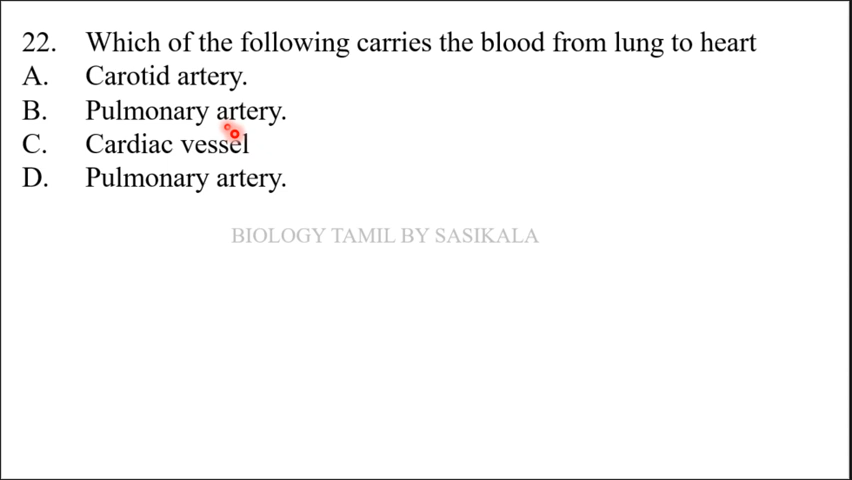 22. Which of the following carries the blood from lung to heart
A. Carotid artery.
B. Pulmonary artery.
C. Cardiac vessel
D. Pulmonary artery.
BIOLOGY TAMIL BY SASIKALA